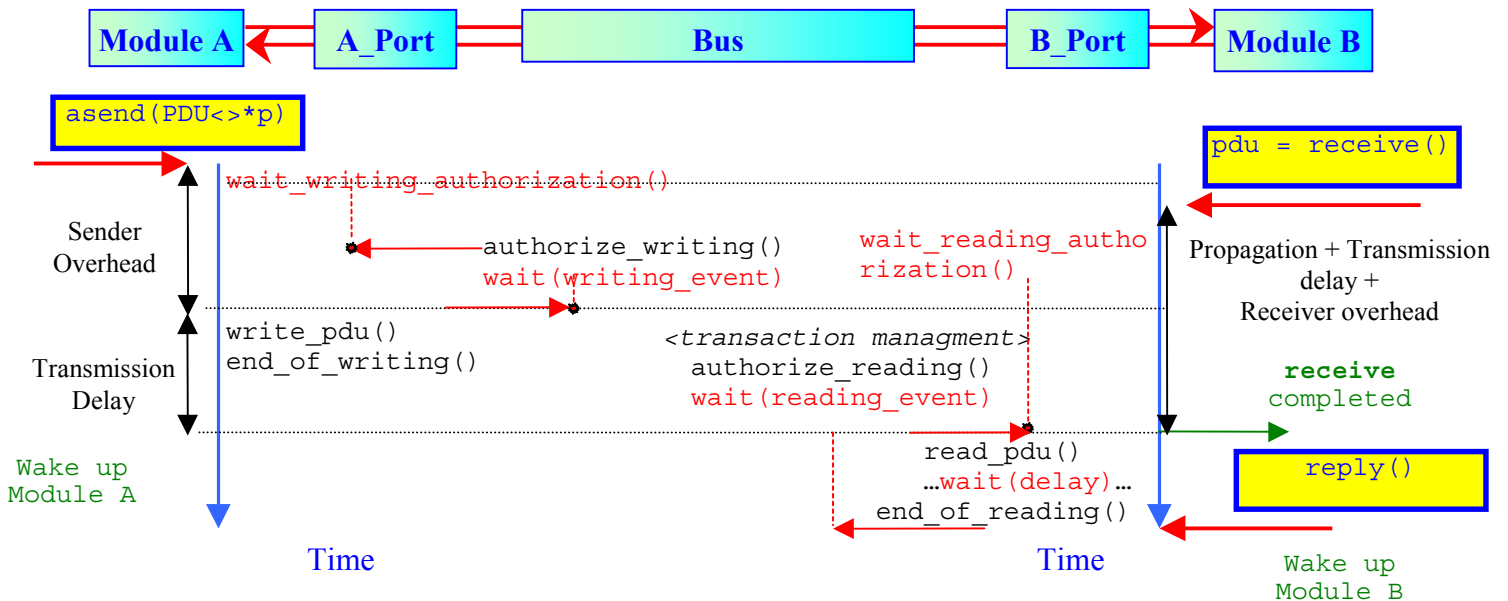 Module A
A_Port
Bus
B_Port
Module B
asend(PDU<>*p)
pdu = receive()
wait_writing_authorization()
Sender
Overhead
authorize_writing()
wait(writing_event)
wait_reading_autho
rization()
Propagation + Transmission
delay +
Receiver overhead
write_pdu()
end_of_writing()
<transaction managment>
authorize_reading()
wait(reading_event)
Transmission
Delay
receive
completed
read_pdu()
…wait(delay)…
end_of_reading()
reply()
Wake up
Module A
Time
Time
Wake up
Module B